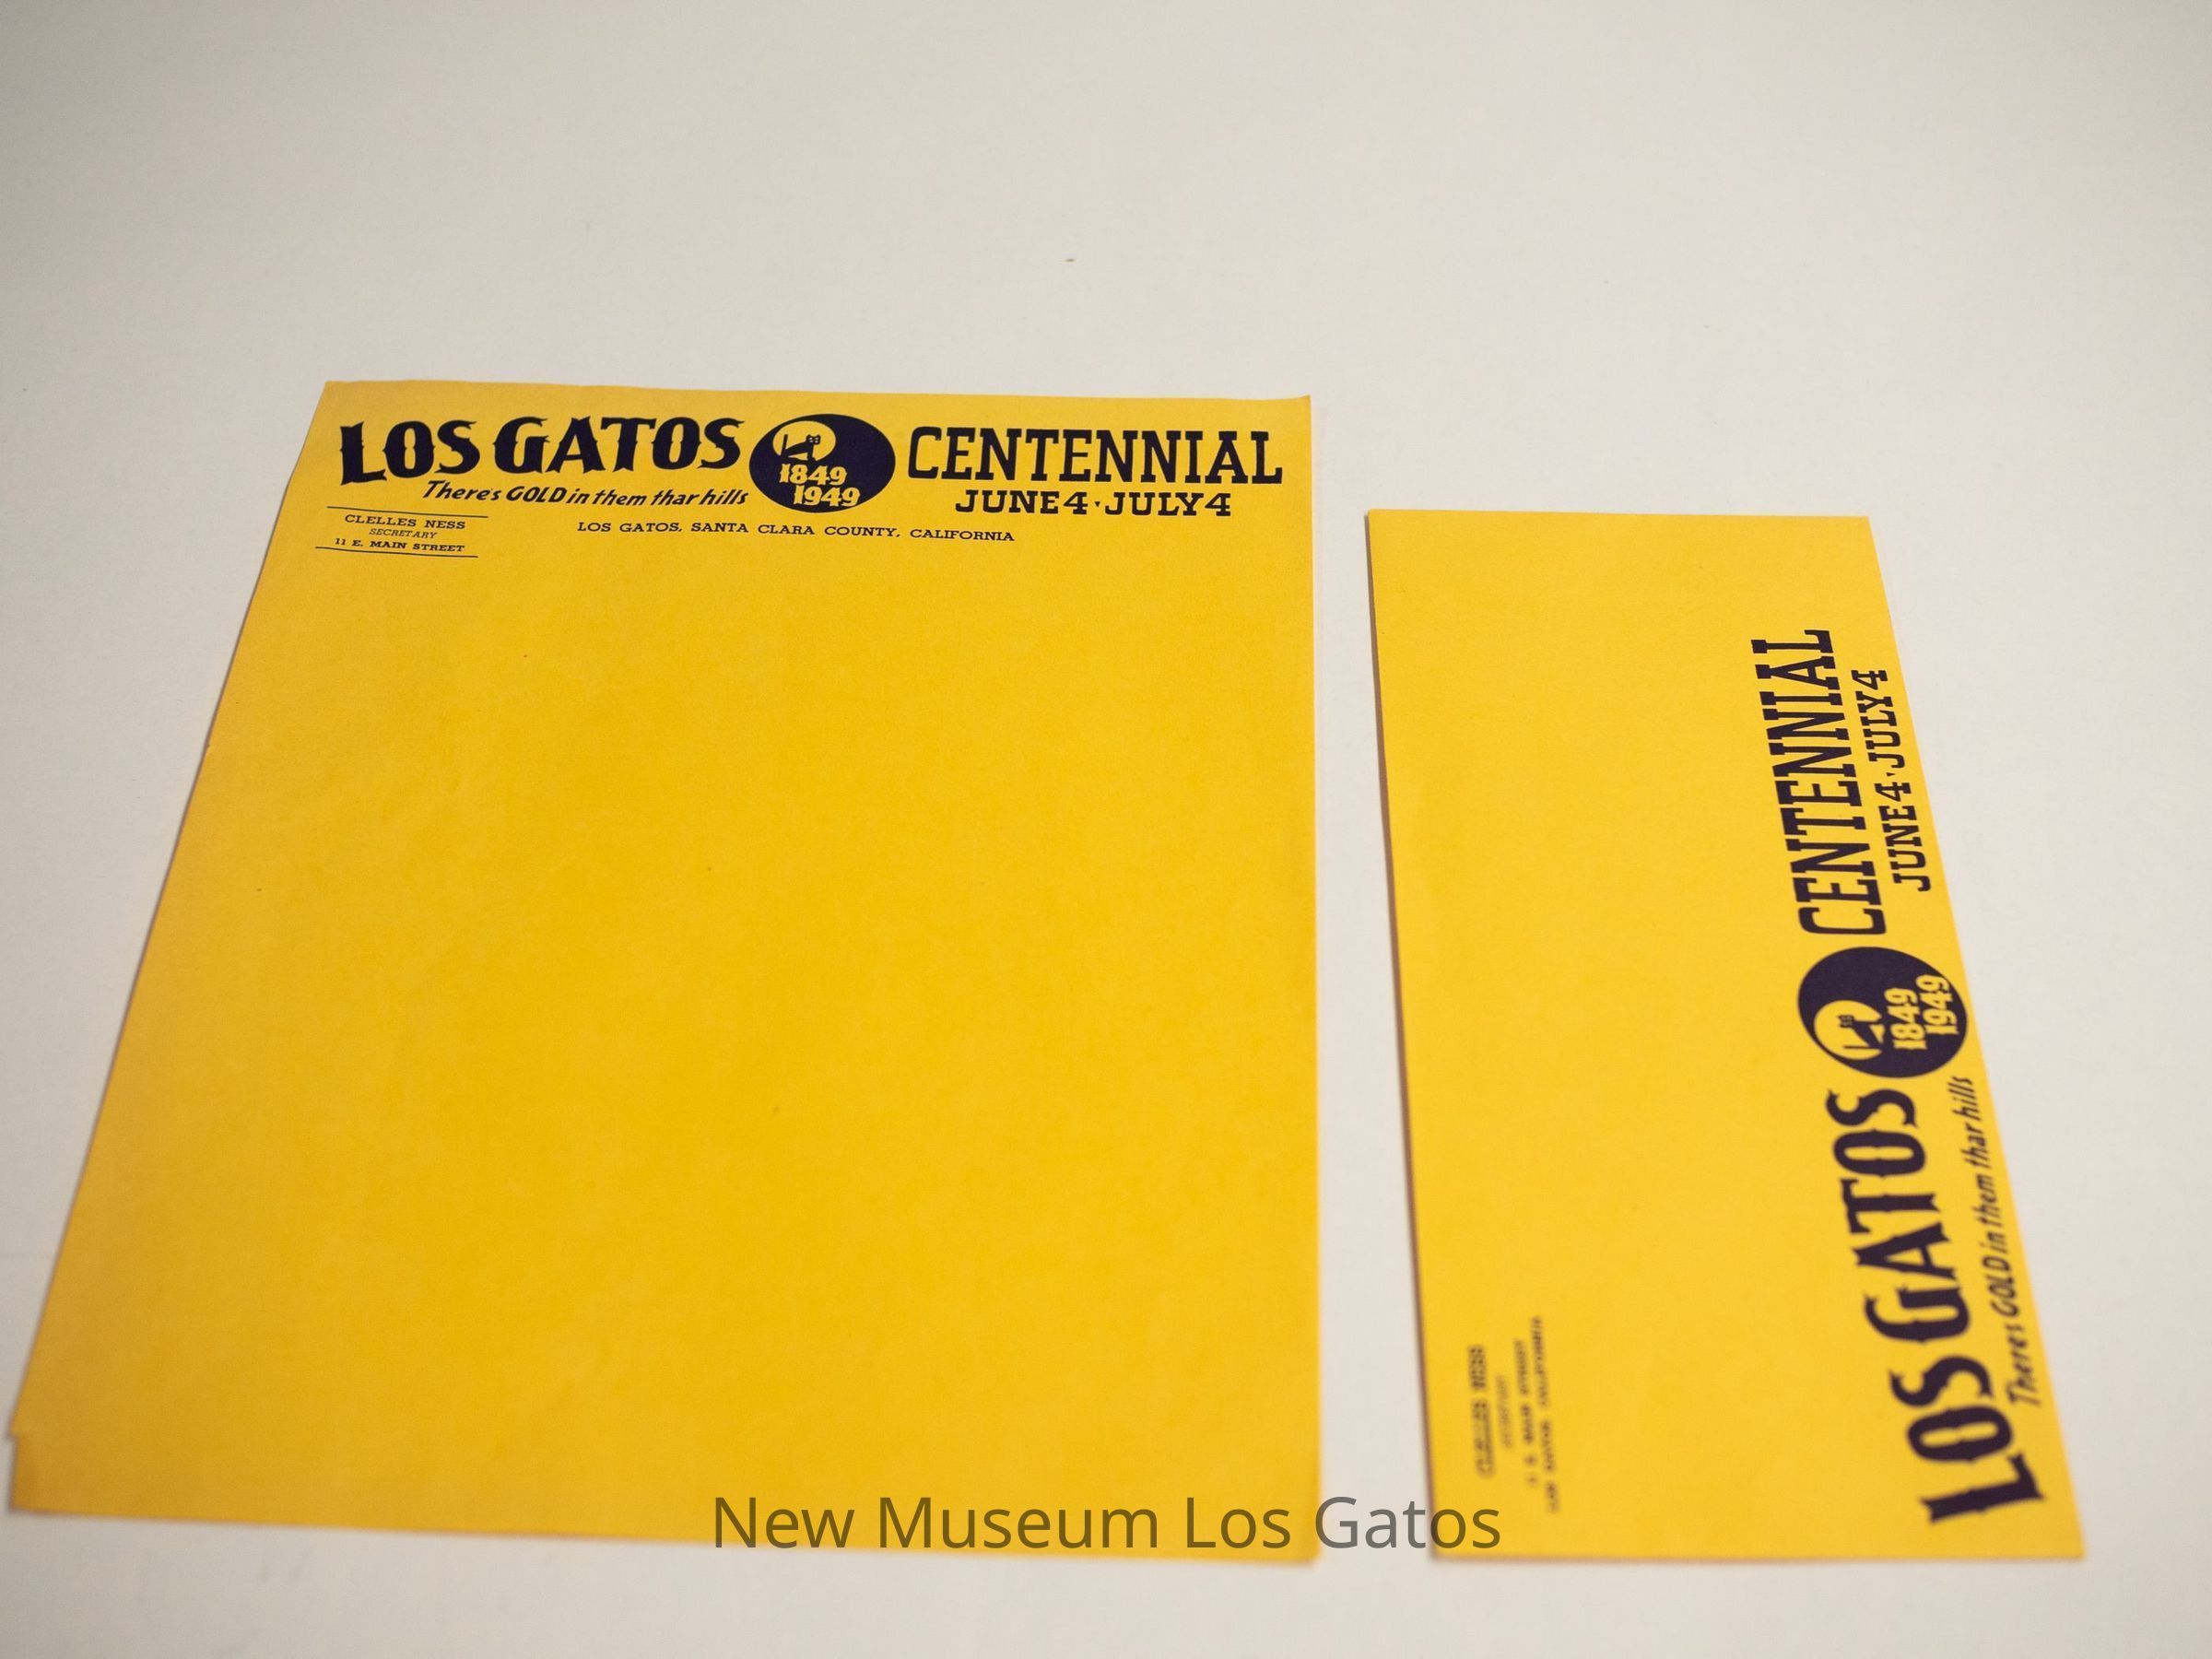 LOS GATOS
There's GOLD in them thar hills
1849
1949
CENTENNIAL
JUNE 4 · JULY 4
CLELLES NESS
SECRETARY
11 E. MAIN STREET
LOS GATOS, SANTA CLARA COUNTY, CALIFORNIA
LOS GATOS
There's GOLD in them thar hills
1849
1949
CENTENNIAL
JUNE 4 · JULY 4
CLELLES NESS
New Museum Los Gatos